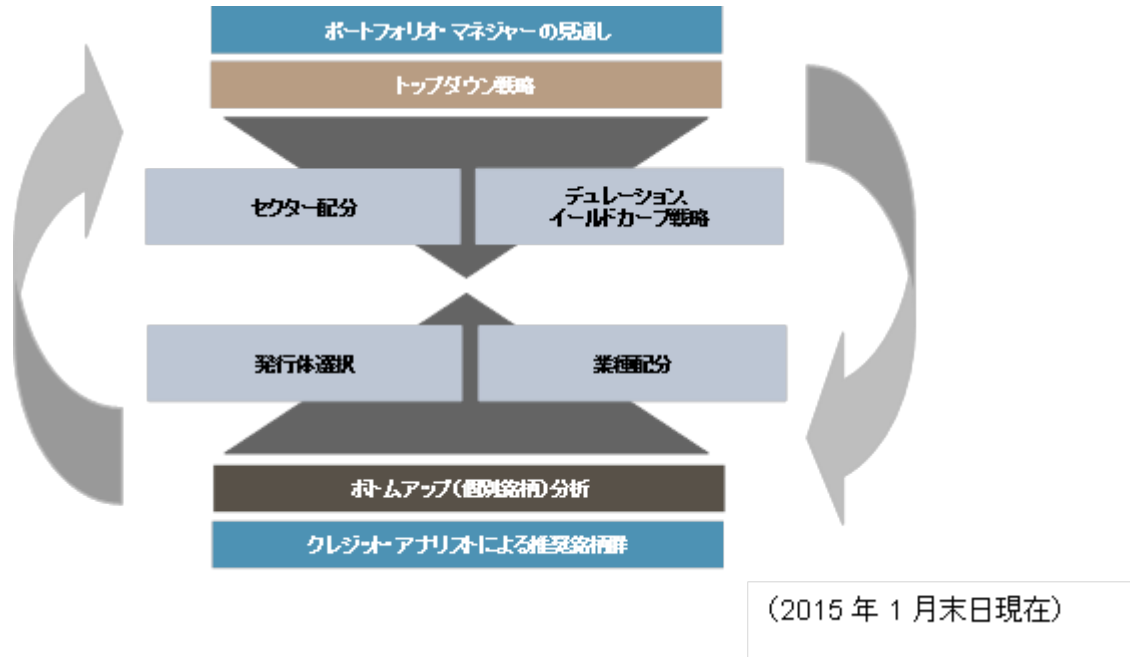 ポートフォリオ・マネジャーの見通し
トップダウン戦略
セクター配分
デュレーション、
イールドカーブ戦略
発行体選択
業種配分
ボトムアップ(個別銘柄)分析
クレジット・アナリストによる推奨銘柄群
(2015 年 1 月末日現在)